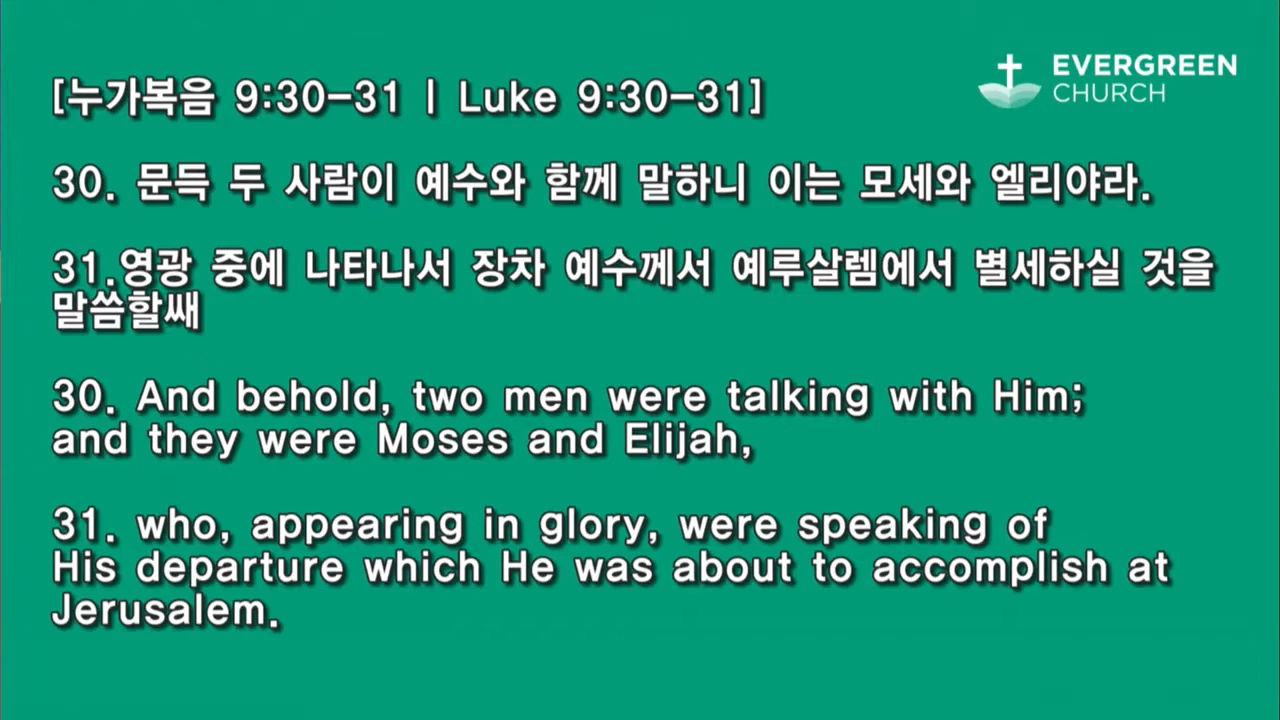 EVERGREEN
CHURCH
[누가복음 9:30-31 | Luke 9:30-31]
30. 문득 두 사람이 예수와 함께 말하니 이는 모세와 엘리야라.
31.영광 중에 나타나서 장차 예수께서 예루살렘에서 별세하실 것을
말씀할쌔
30. And behold, two men were talking with Him;
and they were Moses and Elijah,
31. who, appearing in glory, were speaking of
His departure which He was about to accomplish at
Jerusalem.